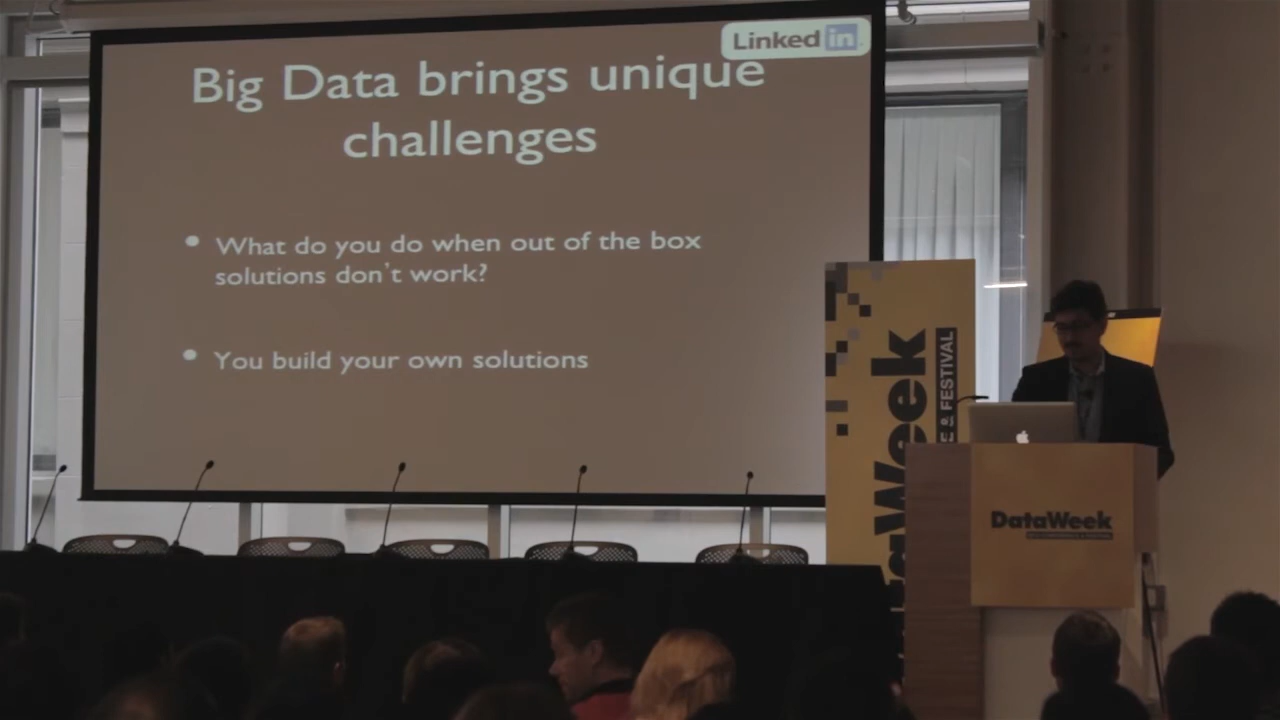 Linked in
Big Data brings unique
challenges
• What do you do when out of the box
solutions don't work?
• You build your own solutions
Week
& FESTIVAL
DataWeek